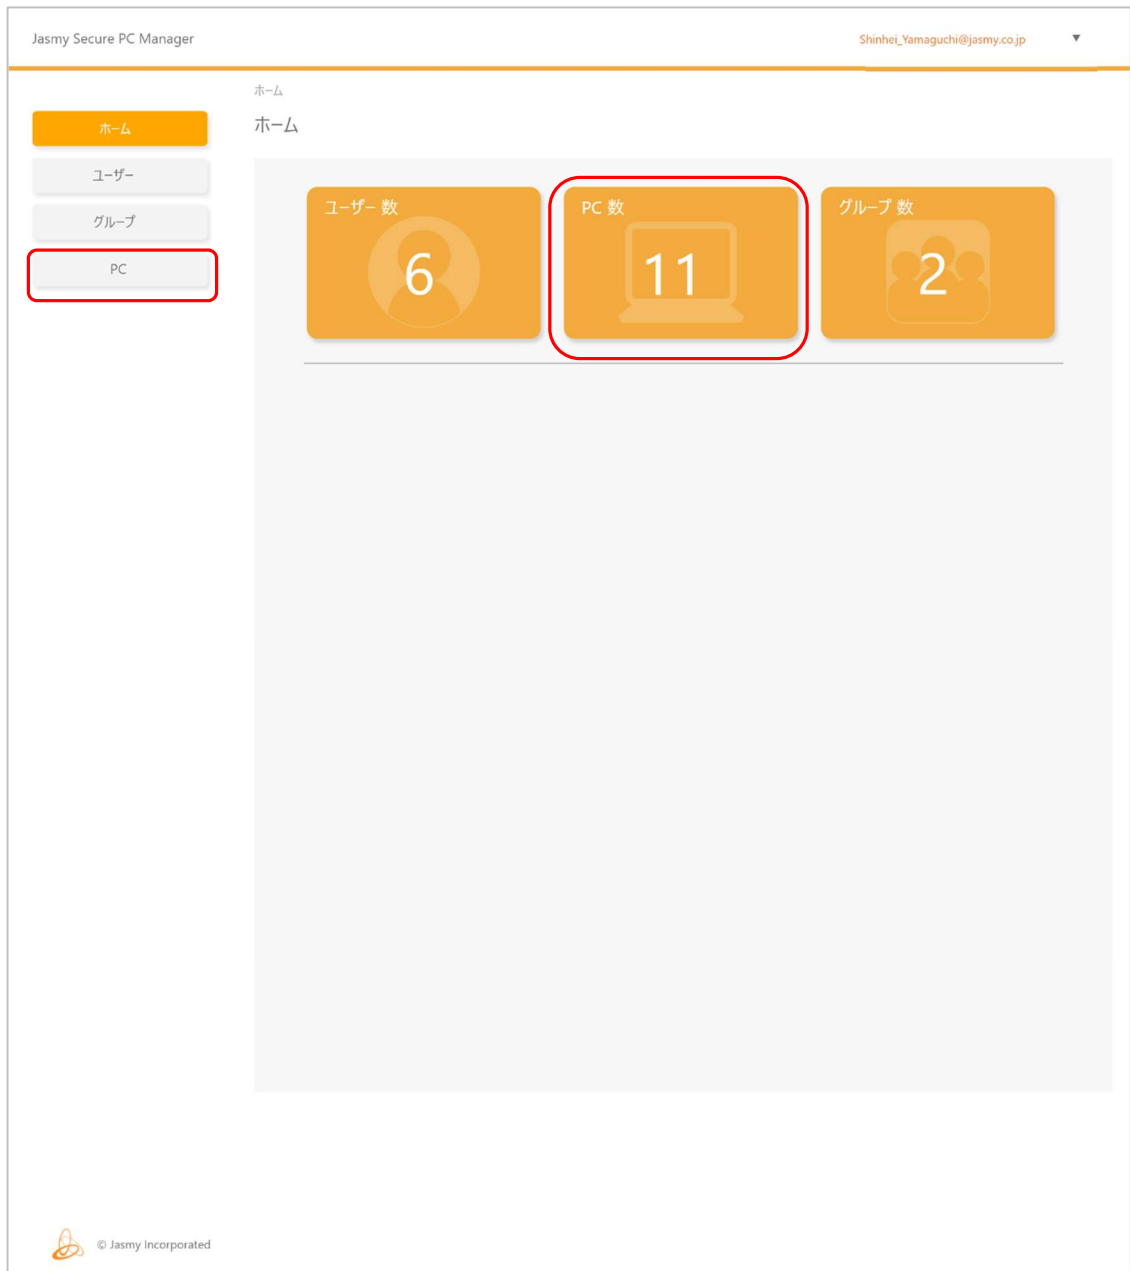 Jasmy Secure PC Manager
Shinhei_Yamaguchi@jasmy.co.jp ▼
ホーム
ホーム
ホーム
ユーザー
グループ
PC
ユーザー 数
6
PC 数
11
グループ 数
2
© Jasmy Incorporated